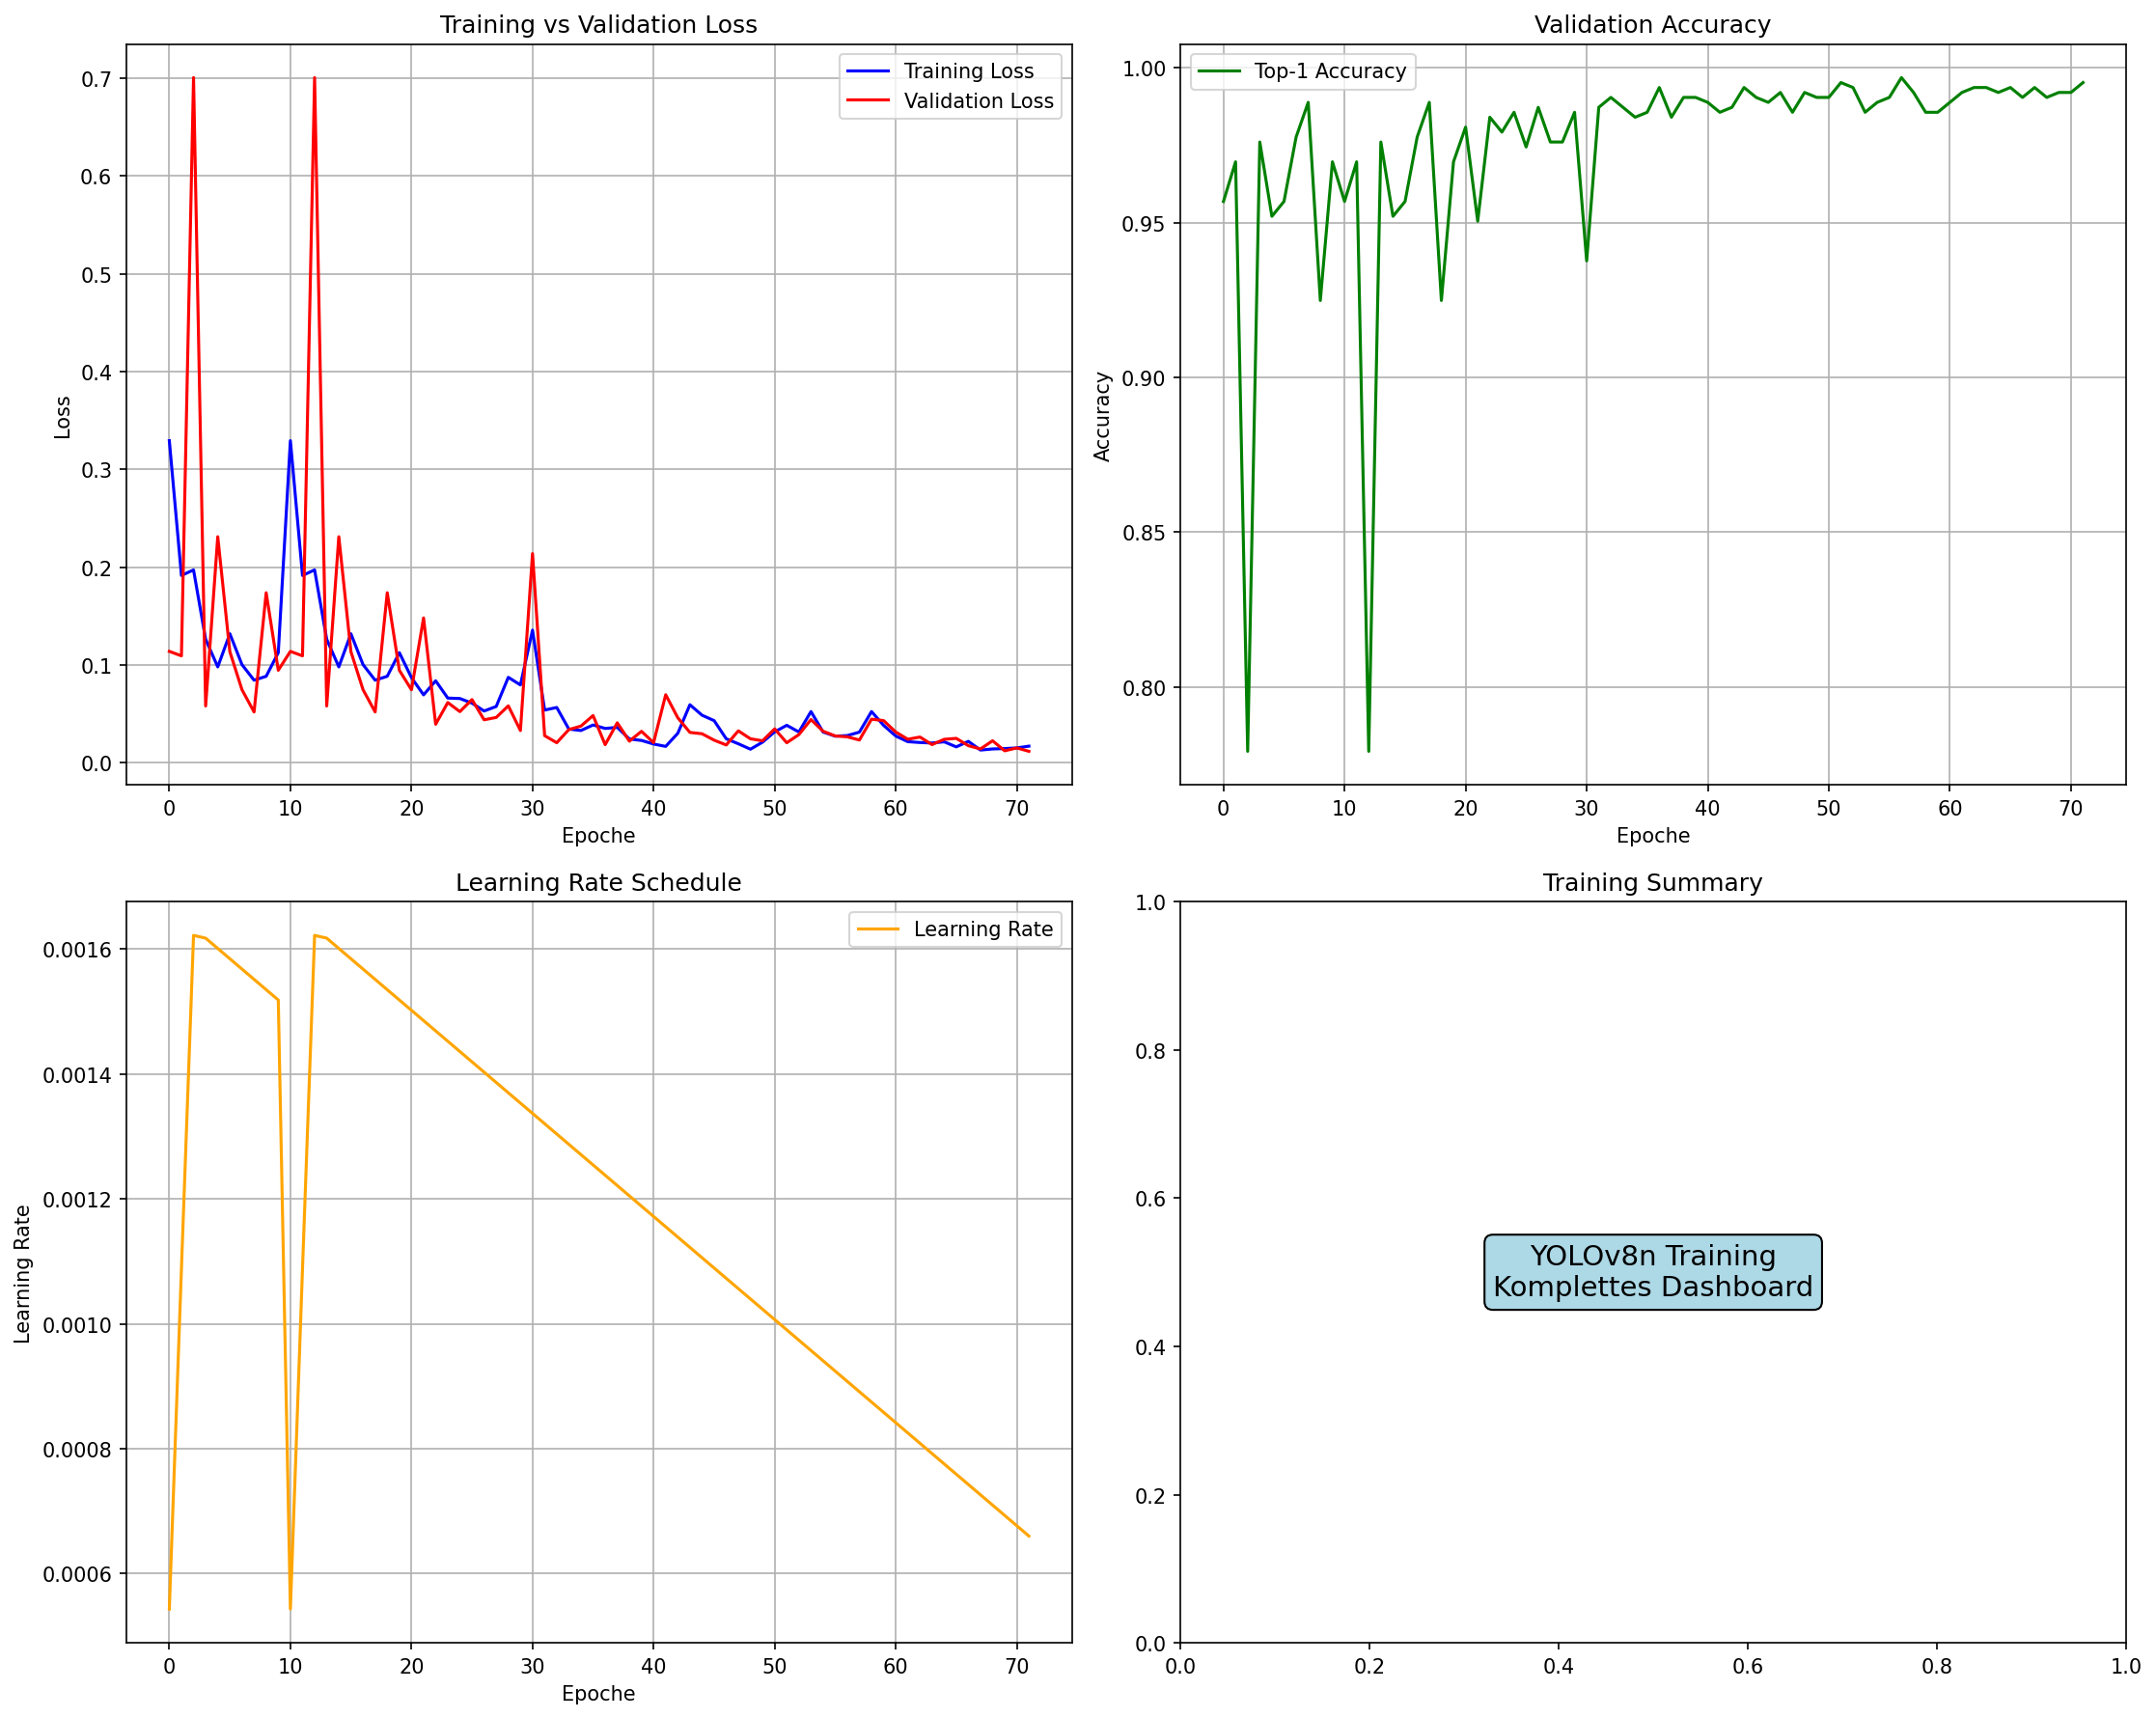 Training vs Validation Loss
Training Loss
Validation Loss
0.7
0.6
0.5
0.4
0.3
0.2
0.1
0.0
Loss
0 10 20 30 40 50 60 70
Epoche
Validation Accuracy
Top-1 Accuracy
1.00
0.95
0.90
0.85
0.80
Accuracy
0 10 20 30 40 50 60 70
Epoche
Learning Rate Schedule
Learning Rate
0.0016
0.0014
0.0012
0.0010
0.0008
0.0006
Learning Rate
0 10 20 30 40 50 60 70
Epoche
Training Summary
1.0
0.8
0.6
0.4
0.2
0.0
YOLOv8n Training
Komplettes Dashboard
0.0 0.2 0.4 0.6 0.8 1.0